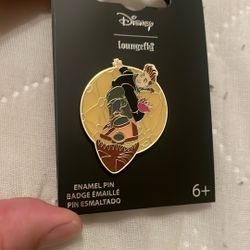 Disney
Loungefly
ENAMEL PIN
BADGE ÉMAILLÉ
PIN ESMALTADO
6+